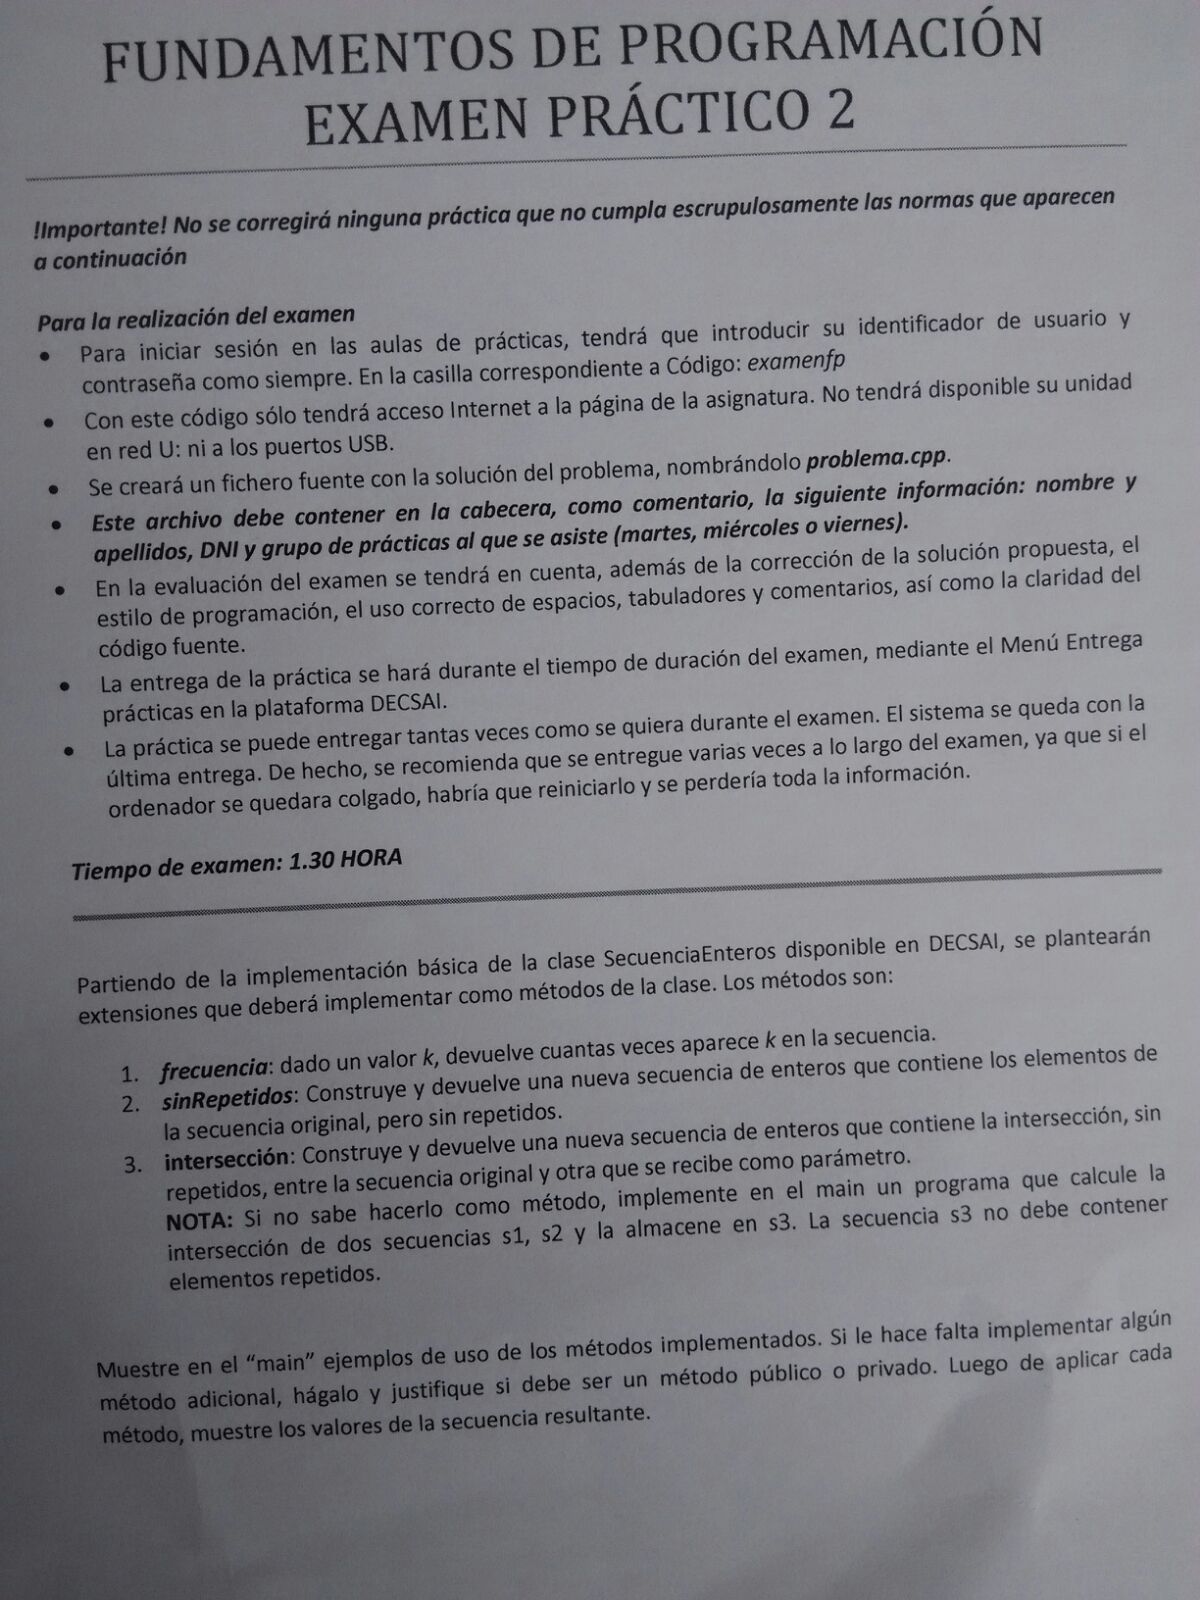 FUNDAMENTOS DE PROGRAMACIÓN
EXAMEN PRÁCTICO 2
!Importante! No se corregirá ninguna práctica que no cumpla escrupulosamente las normas que aparecen
a continuación
Para la realización del examen
• Para iniciar sesión en las aulas de prácticas, tendrá que introducir su identificador de usuario y
contraseña como siempre. En la casilla correspondiente a Código: examenfp
• Con este código sólo tendrá acceso Internet a la página de la asignatura. No tendrá disponible su unidad
en red U: ni a los puertos USB.
• Se creará un fichero fuente con la solución del problema, nombrándolo problema.cpp.
• Este archivo debe contener en la cabecera, como comentario, la siguiente información: nombre y
apellidos, DNI y grupo de prácticas al que se asiste (martes, miércoles o viernes).
• En la evaluación del examen se tendrá en cuenta, además de la corrección de la solución propuesta, el
estilo de programación, el uso correcto de espacios, tabuladores y comentarios, así como la claridad del
código fuente.
• La entrega de la práctica se hará durante el tiempo de duración del examen, mediante el Menú Entrega
prácticas en la plataforma DECSAI.
• La práctica se puede entregar tantas veces como se quiera durante el examen. El sistema se queda con la
última entrega. De hecho, se recomienda que se entregue varias veces a lo largo del examen, ya que si el
ordenador se quedara colgado, habría que reiniciarlo y se perdería toda la información.
Tiempo de examen: 1.30 HORA
Partiendo de la implementación básica de la clase SecuenciaEnteros disponible en DECSAI, se plantearán
extensiones que deberá implementar como métodos de la clase. Los métodos son:
1. frecuencia: dado un valor k, devuelve cuantas veces aparece k en la secuencia.
2. sinRepetidos: Construye y devuelve una nueva secuencia de enteros que contiene los elementos de
la secuencia original, pero sin repetidos.
3. intersección: Construye y devuelve una nueva secuencia de enteros que contiene la intersección, sin
repetidos, entre la secuencia original y otra que se recibe como parámetro.
NOTA: Si no sabe hacerlo como método, implemente en el main un programa que calcule la
intersección de dos secuencias s1, s2 y la almacene en s3. La secuencia s3 no debe contener
elementos repetidos.
Muestre en el “main” ejemplos de uso de los métodos implementados. Si le hace falta implementar algún
método adicional, hágalo y justifique si debe ser un método público o privado. Luego de aplicar cada
método, muestre los valores de la secuencia resultante.